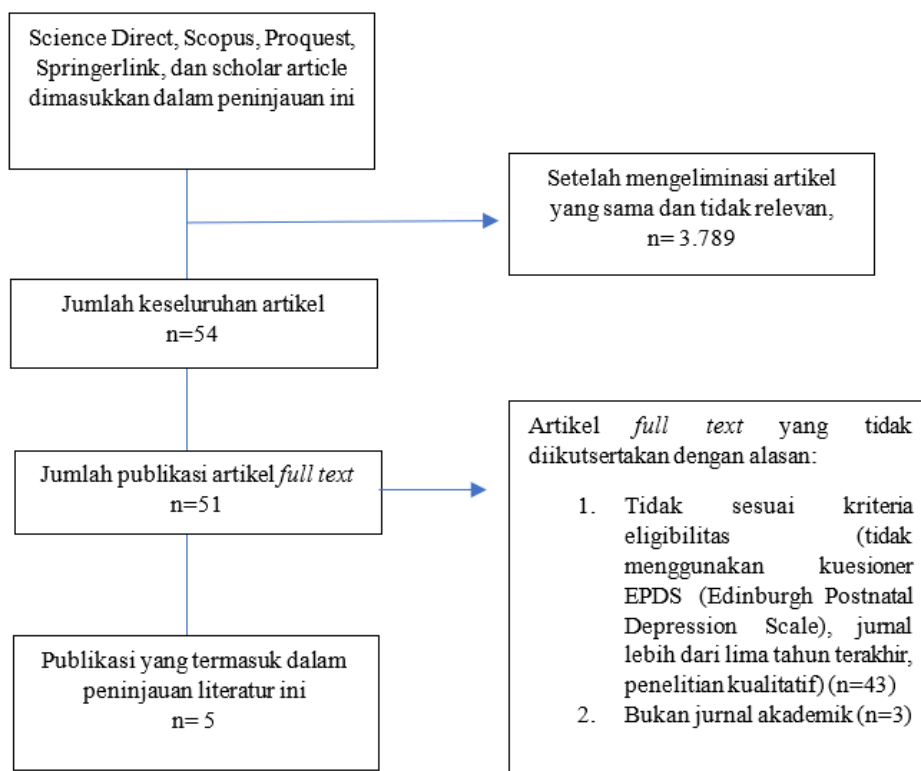 Science Direct, Scopus, Proquest,
Springerlink, dan scholar article
dimasukkan dalam peninjauan ini
Setelah mengeliminasi artikel
yang sama dan tidak relevan,
n= 3.789
Jumlah keseluruhan artikel
n=54
Jumlah publikasi artikel full text
n=51
Artikel full text yang tidak
diikutsertakan dengan alasan:
1. Tidak sesuai kriteria
eligibilitas (tidak
menggunakan kuesioner
EPDS (Edinburgh Postnatal
Depression Scale), jurnal
lebih dari lima tahun terakhir,
penelitian kualitatif) (n=43)
2. Bukan jurnal akademik (n=3)
Publikasi yang termasuk dalam
peninjauan literatur ini
n= 5